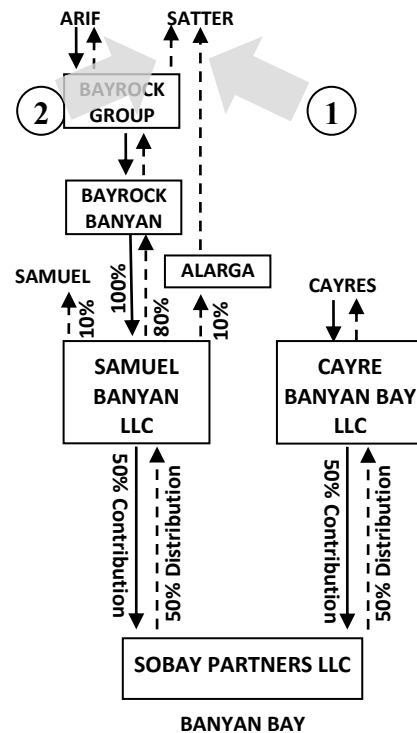 ARIF
SATTER
2
BAYROCK
GROUP
1
BAYROCK
BANYAN
SAMUEL
10%
100%
80%
ALARGA
10%
CAYRES
SAMUEL
BANYAN
LLC
CAYRE
BANYAN BAY
LLC
50% Contribution
50% Distribution
50% Contribution
50% Distribution
SOBAY PARTNERS LLC
BANYAN BAY